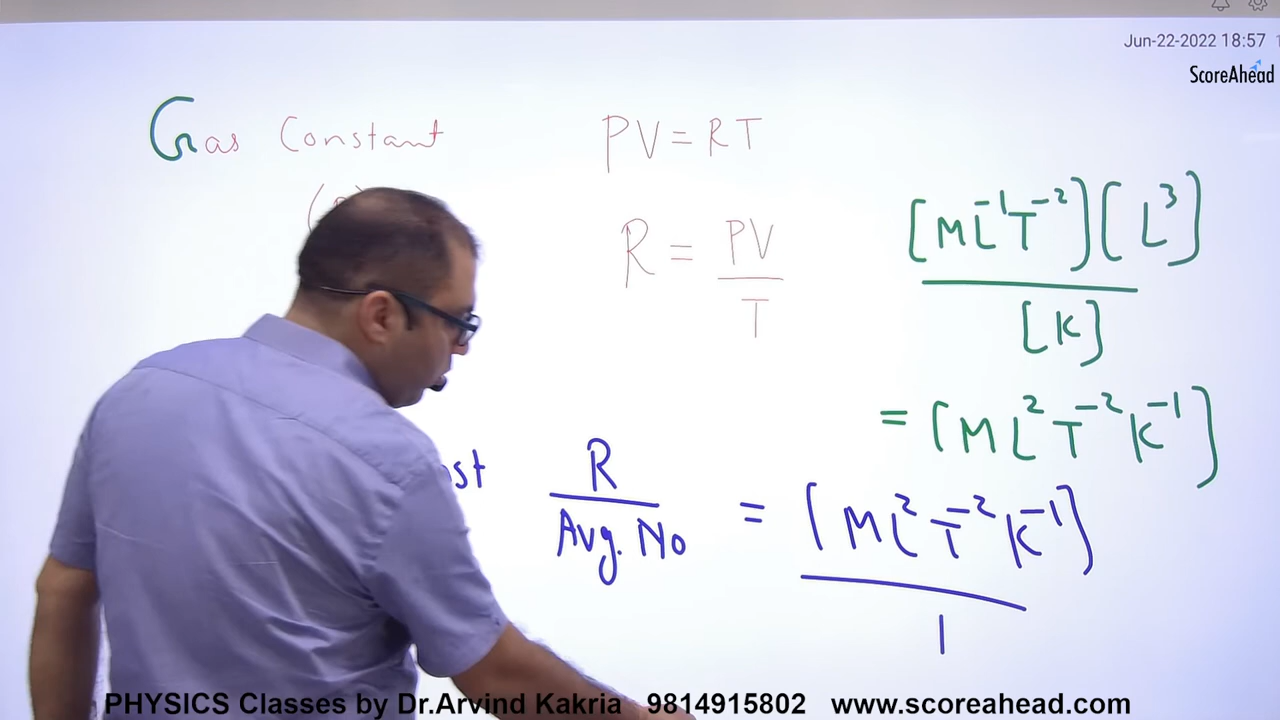 Jun-22-2022 18:57
ScoreAhead
Gas Constant
PV = RT
R = PV / T
[ML⁻¹T⁻²][L³]
[K]
= [ML²T⁻²K⁻¹]
st R / Avg. No = [ML²T⁻²K⁻¹] / 1
PHYSICS Classes by Dr.Arvind Kakria 9814915802 www.scoreahead.com